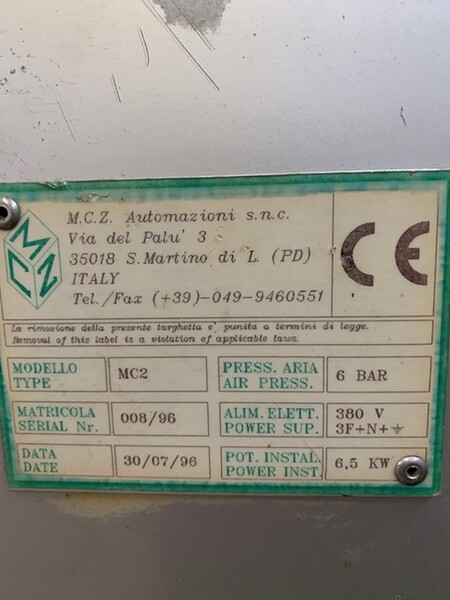 MCZ
M.C.Z. Automazioni s.n.c.
Via del Palu' 3
35018 S.Martino di L. (PD)
ITALY
Tel./Fax (+39)-049-9460551
CE
La rimozione della presente targhetta e' punita a termini di legge.
Removal of this label is a violation of applicable laws.
MODELLO
TYPE
MC2
PRESS. ARIA
AIR PRESS.
6 BAR
MATRICOLA
SERIAL Nr.
008/96
ALIM. ELETT.
POWER SUP.
380 V
3F+N+⏚
DATA
DATE
30/07/96
POT. INSTAL.
POWER INST.
6,5 KW